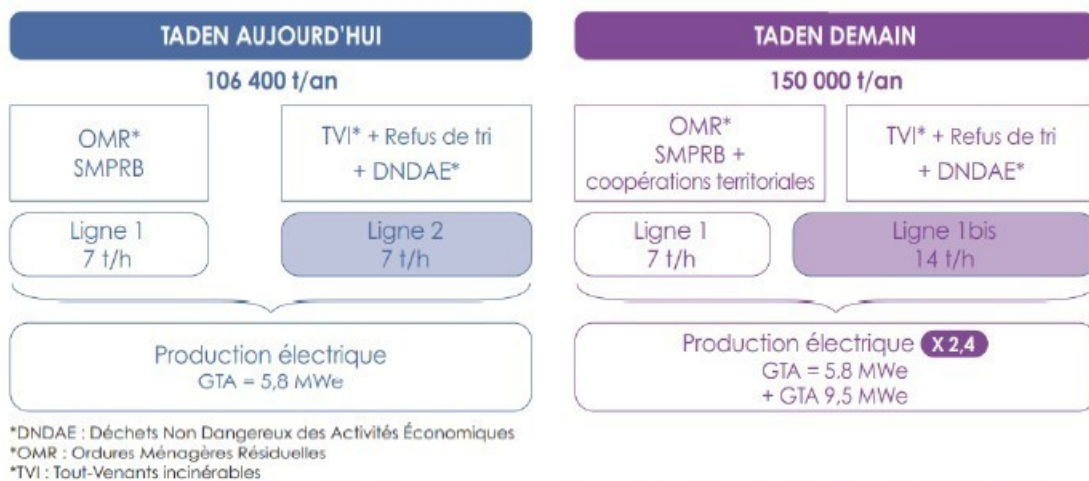 TADEN AUJOURD'HUI
106 400 t/an
OMR*
SMPRB
TVI* + Refus de tri
+ DNDAE*
Ligne 1
7 t/h
Ligne 2
7 t/h
Production électrique
GTA = 5,8 MWe
TADEN DEMAIN
150 000 t/an
OMR*
SMPRB +
coopérations territoriales
TVI* + Refus de tri
+ DNDAE*
Ligne 1
7 t/h
Ligne 1bis
14 t/h
Production électrique X 2,4
GTA = 5.8 MWe
+ GTA 9,5 MWe
*DNDAE : Déchets Non Dangereux des Activités Économiques
*OMR : Ordures Ménagères Résiduelles
*TVI : Tout-Venants incinérables